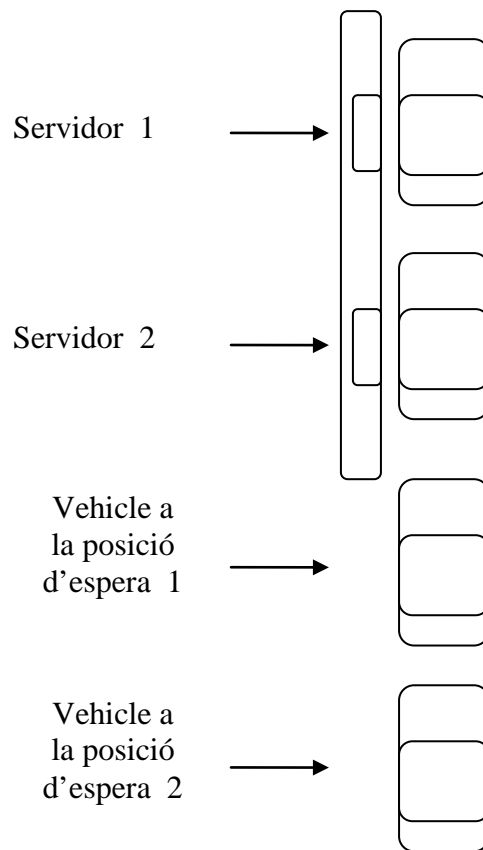 Servidor 1
Servidor 2
Vehicle a
la posició
d'espera 1
Vehicle a
la posició
d'espera 2